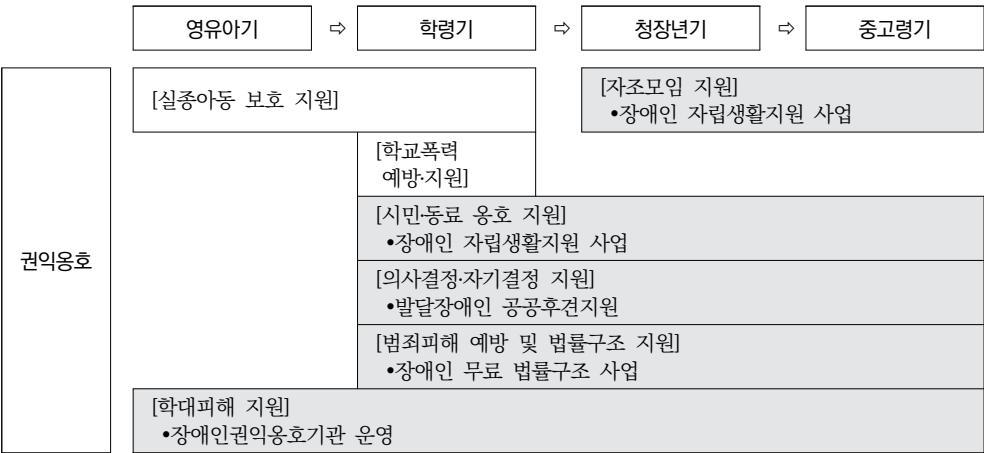 영유아기 ⇨ 학령기 ⇨ 청장년기 ⇨ 중고령기
권익옹호
[실종아동 보호 지원]
[자조모임 지원]
•장애인 자립생활지원 사업
[학교폭력
예방·지원]
[시민·동료 옹호 지원]
•장애인 자립생활지원 사업
[의사결정·자기결정 지원]
•발달장애인 공공후견지원
[범죄피해 예방 및 법률구조 지원]
•장애인 무료 법률구조 사업
[학대피해 지원]
•장애인권익옹호기관 운영